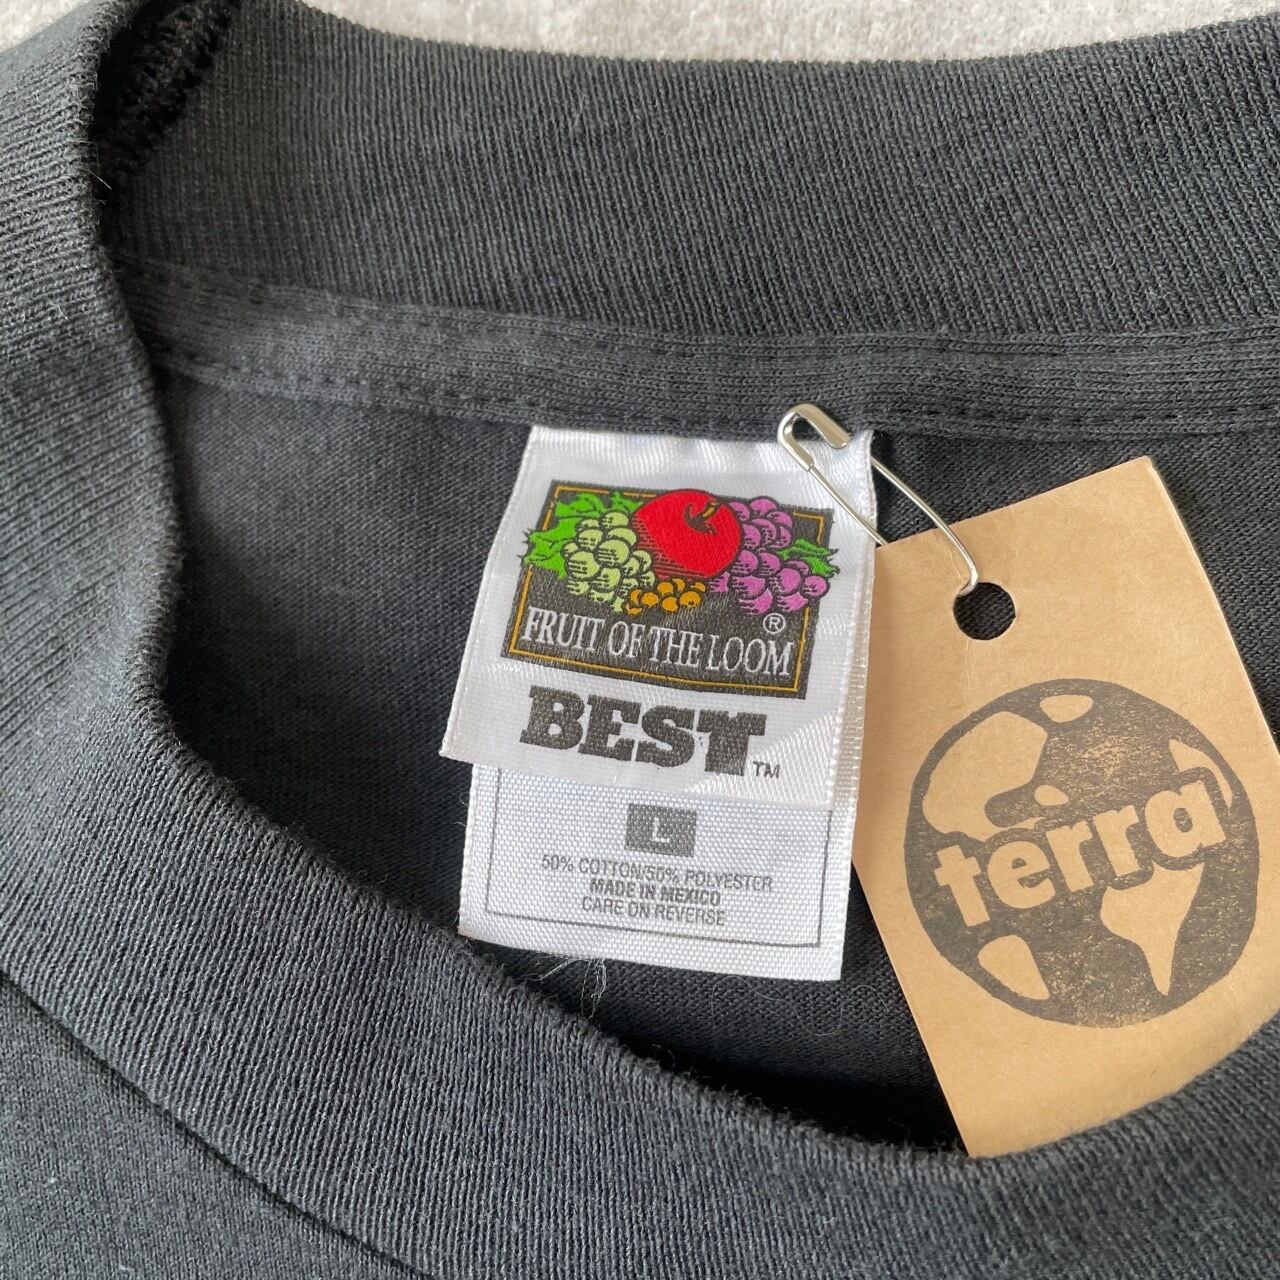 FRUIT OF THE LOOM®
BEST™
L
50% COTTON/50% POLYESTER
MADE IN MEXICO
CARE ON REVERSE
terra